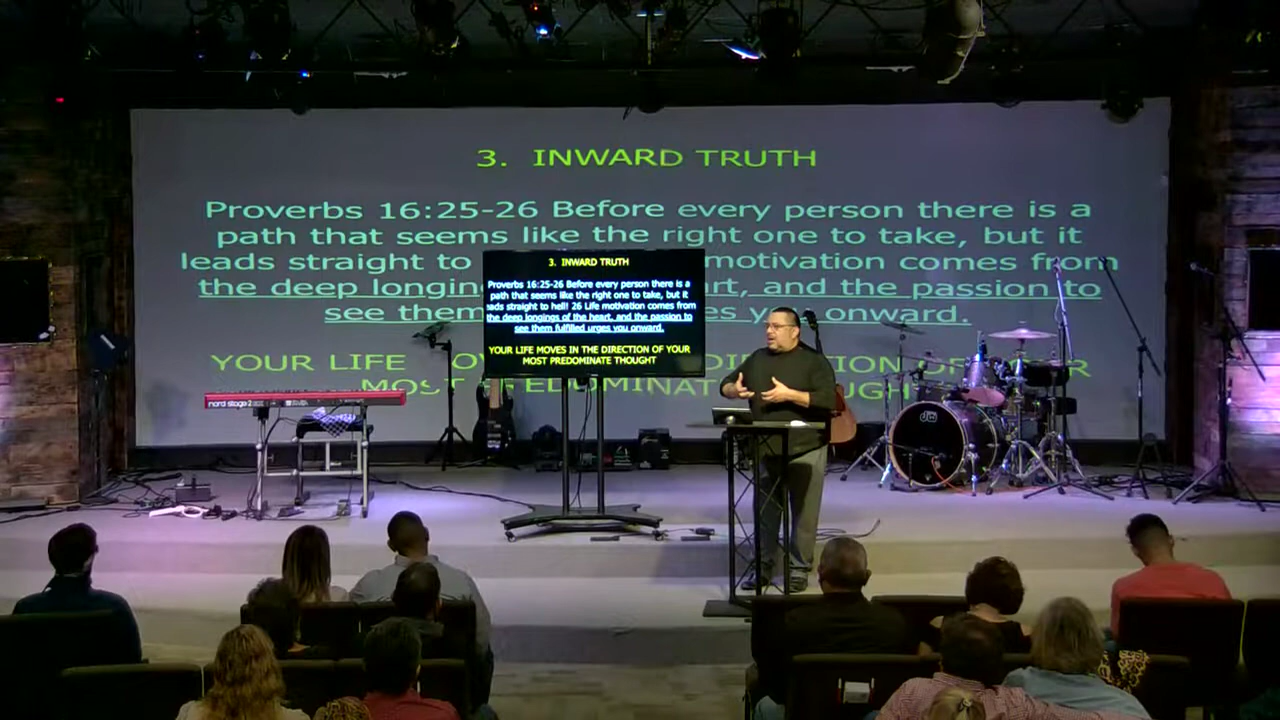 3. INWARD TRUTH
Proverbs 16:25-26 Before every person there is a
path that seems like the right one to take, but it
leads straight to motivation comes from
the deep and the passion to
see them you onward.
YOUR LIFE
MOST
3. INWARD TRUTH
Proverbs 16:25-26 Before every person there is a
path that seems like the right one to take, but it
leads straight to hell! 26 Life motivation comes from
the deep longings of the heart, and the passion to
see them fulfilled urges you onward.
YOUR LIFE MOVES IN THE DIRECTION OF YOUR
MOST PREDOMINATE THOUGHT
nord stage 2
dw